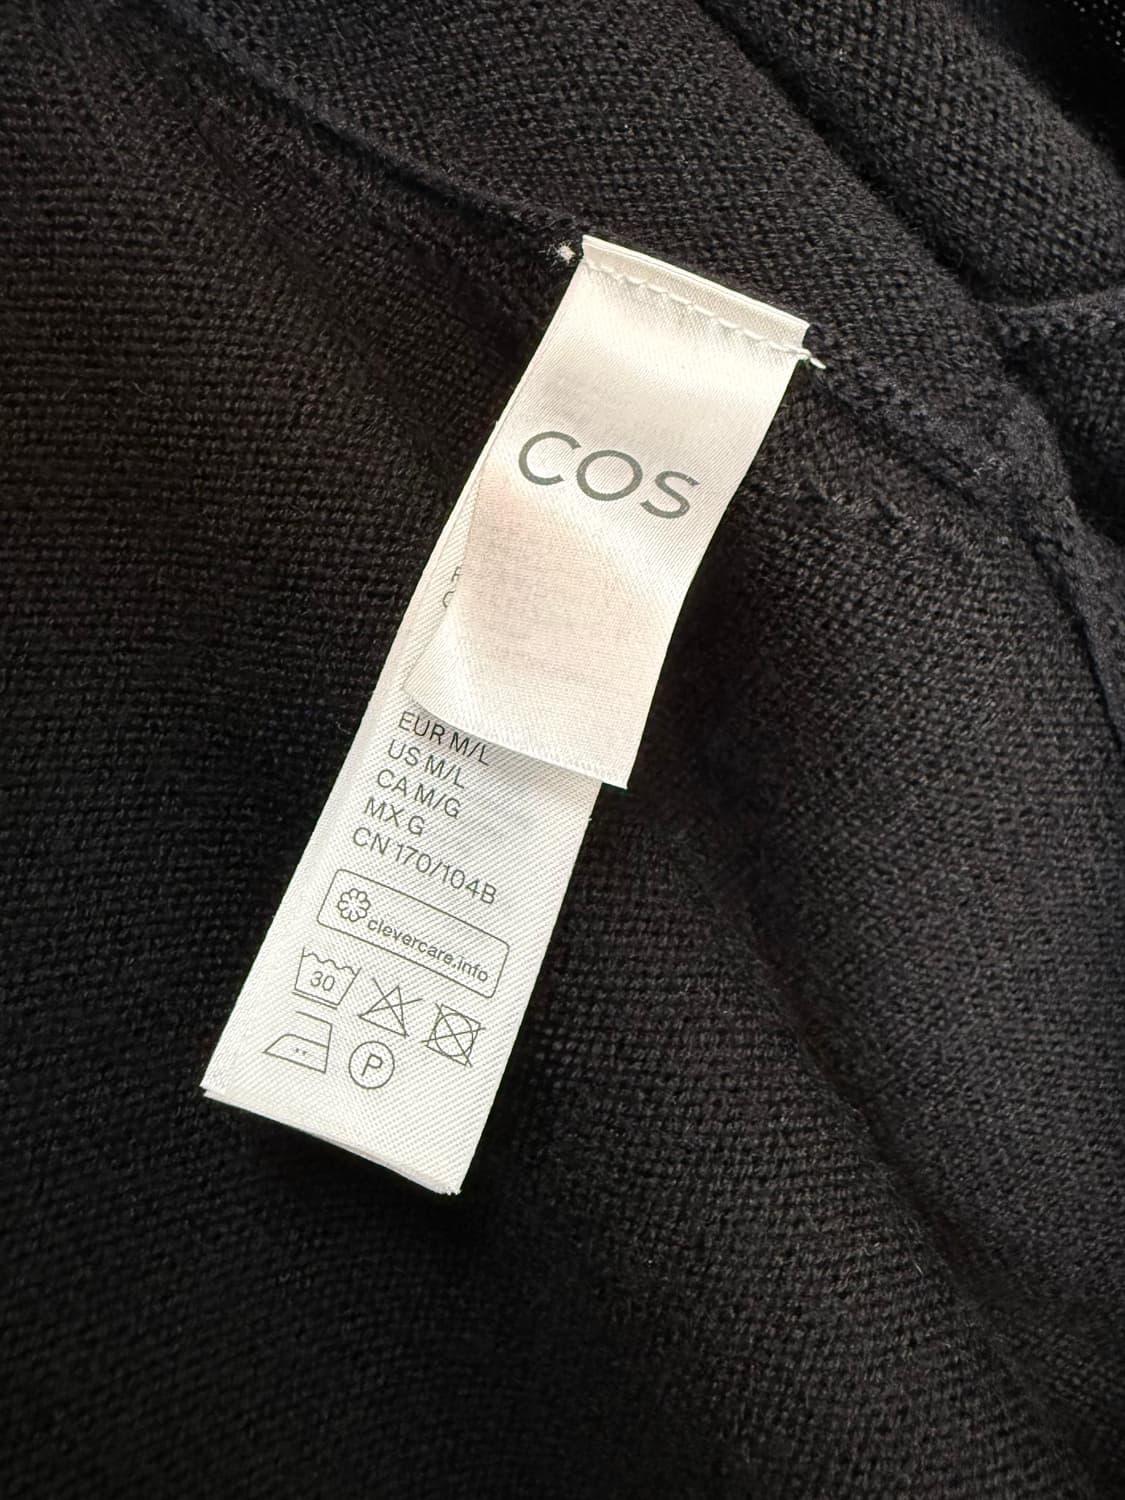 COS
EUR M/L
US M/L
CA M/G
MX G
CN 170/104B
clevercare.info
30
P